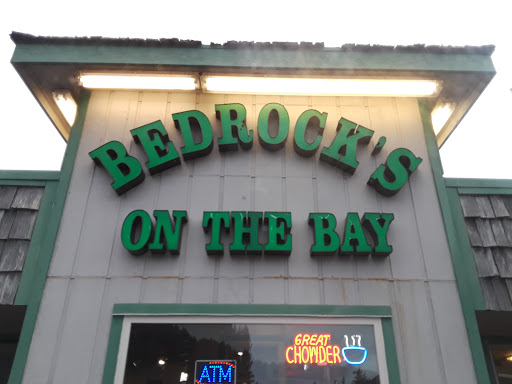 BEDROCK'S
ON THE BAY
GREAT
CHOWDER
ATM